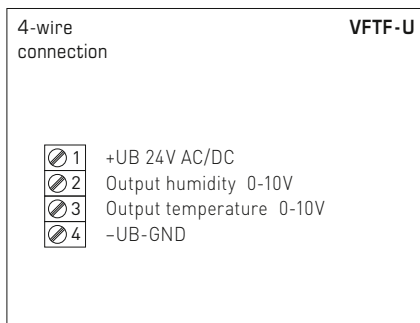 4-wire VFTF-U
connection
1 +UB 24V AC/DC
2 Output humidity 0-10V
3 Output temperature 0-10V
4 –UB-GND